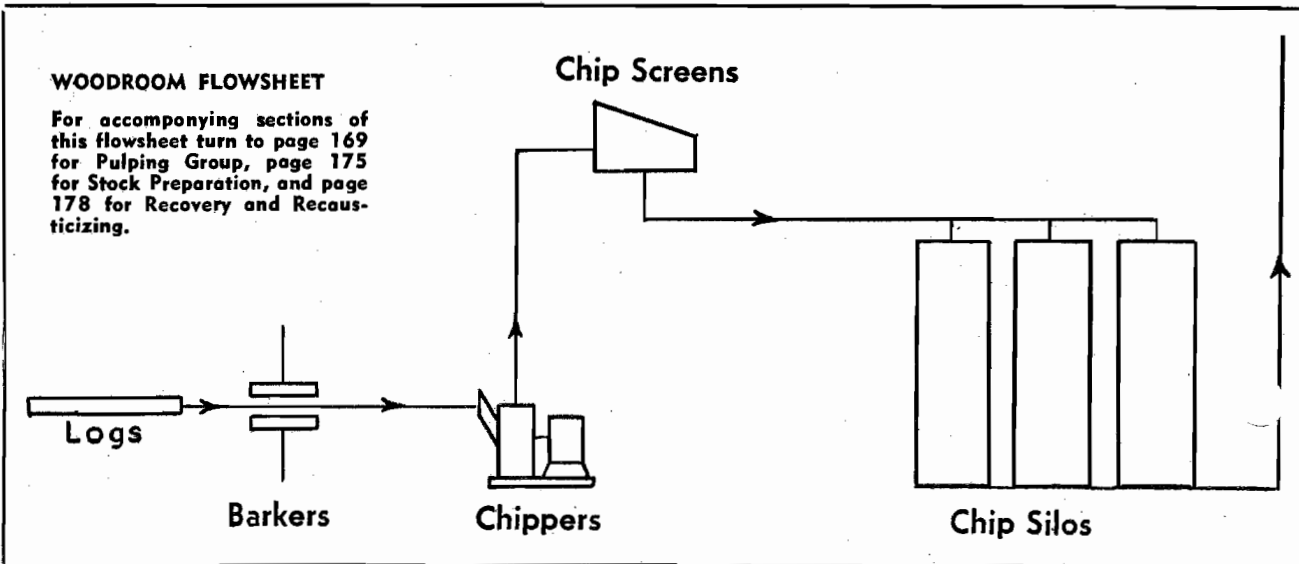 WOODROOM FLOWSHEET
For accomponying sections of
this flowsheet turn to page 169
for Pulping Group, page 175
for Stock Preparation, and page
178 for Recovery and Recaus-
ticizing.
Chip Screens
Logs
Barkers
Chippers
Chip Silos